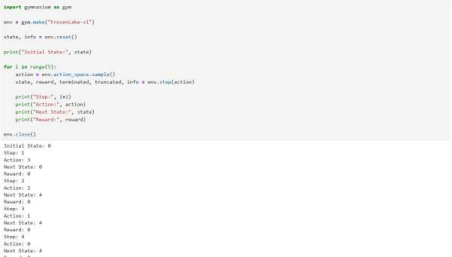 import gymnasium as gym
env = gym.make("FrozenLake-v1")
state, info = env.reset()
print("Initial State:", state)
for i in range(5):
action = env.action_space.sample()
state, reward, terminated, truncated, info = env.step(action)
print("Step:", i+1)
print("Action:", action)
print("Next State:", state)
print("Reward:", reward)
env.close()
Initial State: 0
Step: 1
Action: 3
Next State: 0
Reward: 0
Step: 2
Action: 2
Next State: 4
Reward: 0
Step: 3
Action: 1
Next State: 4
Reward: 0
Step: 4
Action: 0
Next State: 4